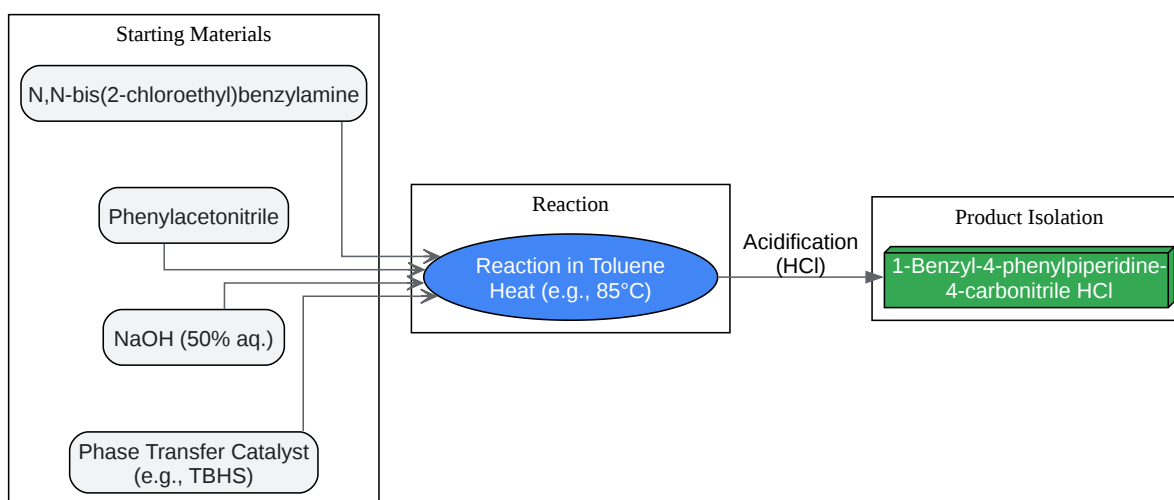 Starting Materials
N,N-bis(2-chloroethyl)benzylamine
Phenylacetonitrile
NaOH (50% aq.)
Phase Transfer Catalyst
(e.g., TBHS)
Reaction
Reaction in Toluene
Heat (e.g., 85°C)
Acidification
(HCl)
Product Isolation
1-Benzyl-4-phenylpiperidine-
4-carbonitrile HCl